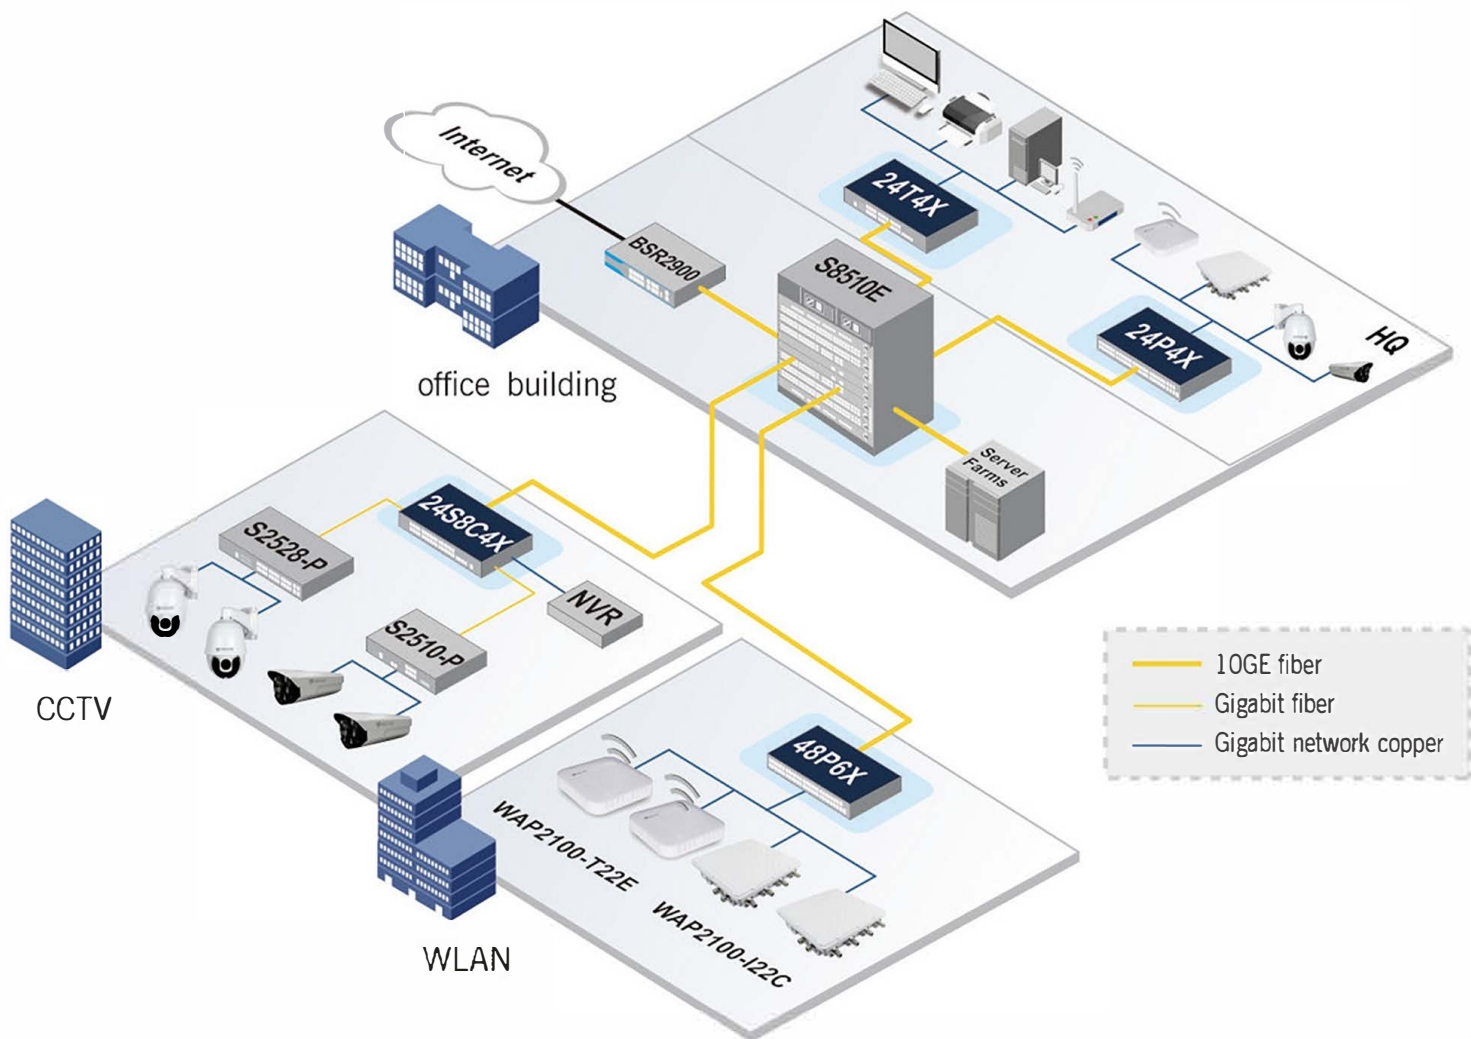 Internet
BSR2900
24T4X
S8510E
24P4X
HQ
office building
Server
Farms
24S8C4X
S2528-P
NVR
S2510-P
CCTV
10GE fiber
Gigabit fiber
Gigabit network copper
48P6X
WAP2100-T22E
WAP2100-I22C
WLAN